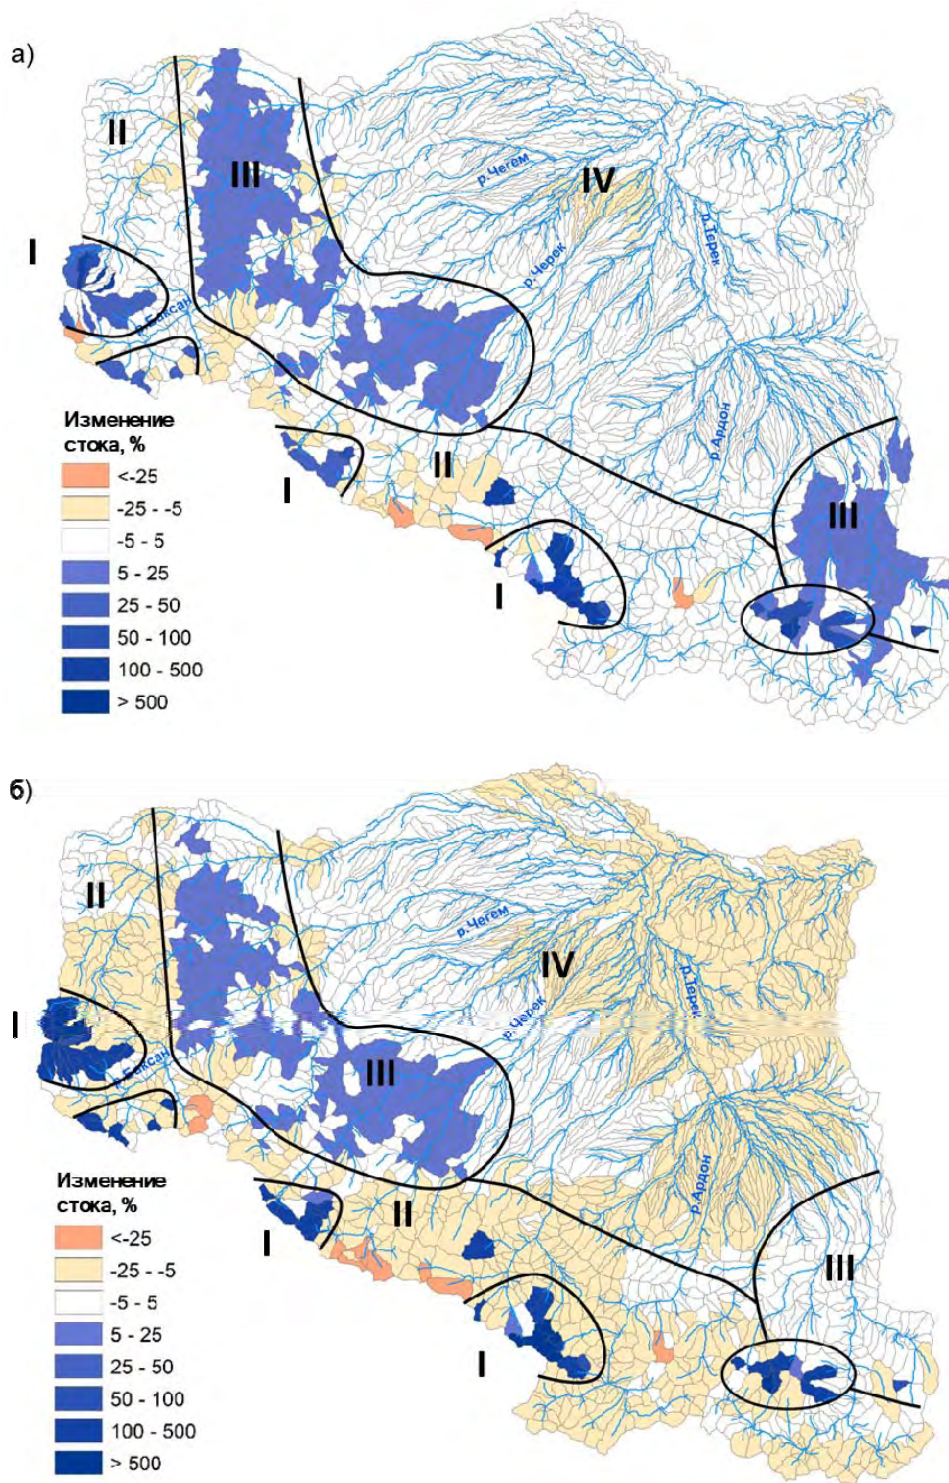 а)
II
III
р.Чегем
IV
р.Терек
р.Черек
I
р.Баксан
р.Ардон
Изменение
стока, %
<-25
-25 - -5
-5 - 5
5 - 25
25 - 50
50 - 100
100 - 500
> 500
II
I
III
I
б)
II
р.Чегем
IV
р.Терек
р.Черек
I
р.Баксан
III
р.Ардон
Изменение
стока, %
<-25
-25 - -5
-5 - 5
5 - 25
25 - 50
50 - 100
100 - 500
> 500
II
I
III
I